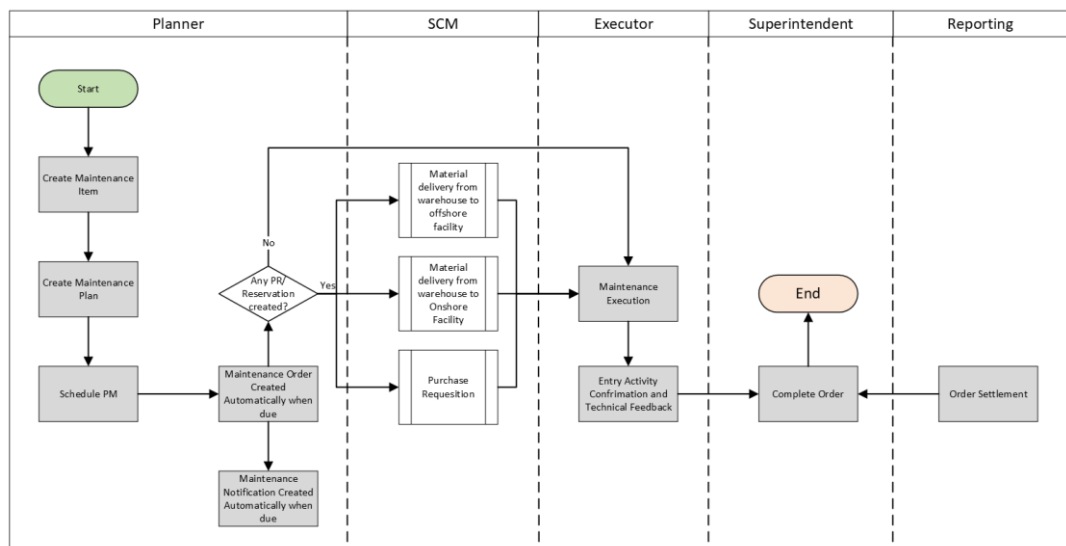 Planner
SCM
Executor
Superintendent
Reporting
Start
Create Maintenance
Item
Create Maintenance
Plan
Schedule PM
No
Any PR/
Reservation
created?
Yes
Maintenance Order
Created
Automatically when
due
Maintenance
Notification Created
Automatically when
due
Material
delivery from
warehouse to
offshore
facility
Material
delivery from
warehouse to
Onshore
Facility
Purchase
Requesition
Maintenance
Execution
Entry Activity
Confrimation and
Technical Feedback
End
Complete Order
Order Settlement